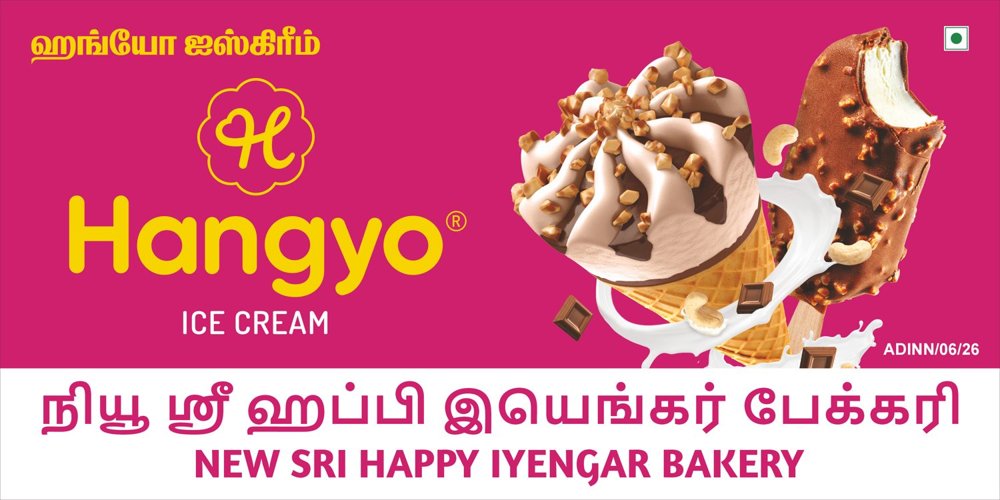 ஹங்யோ ஐஸ்கிரீம்
H
Hangyo®
ICE CREAM
ADINN/06/26
நியூ ஸ்ரீ ஹப்பி இயெங்கர் பேக்கரி
NEW SRI HAPPY IYENGAR BAKERY